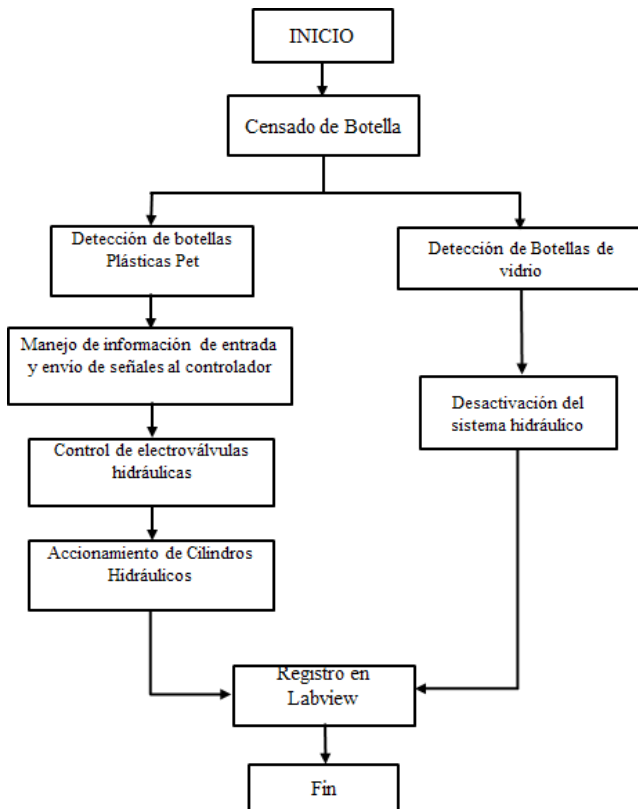 INICIO
Censado de Botella
Detección de botellas
Plásticas Pet
Detección de Botellas de
vidrio
Manejo de información de entrada
y envio de señales al controlador
Desactivación del
sistema hidráulico
Control de electroválvulas
hidráulicas
Accionamiento de Cilindros
Hidráulicos
Registro en
Labview
Fin